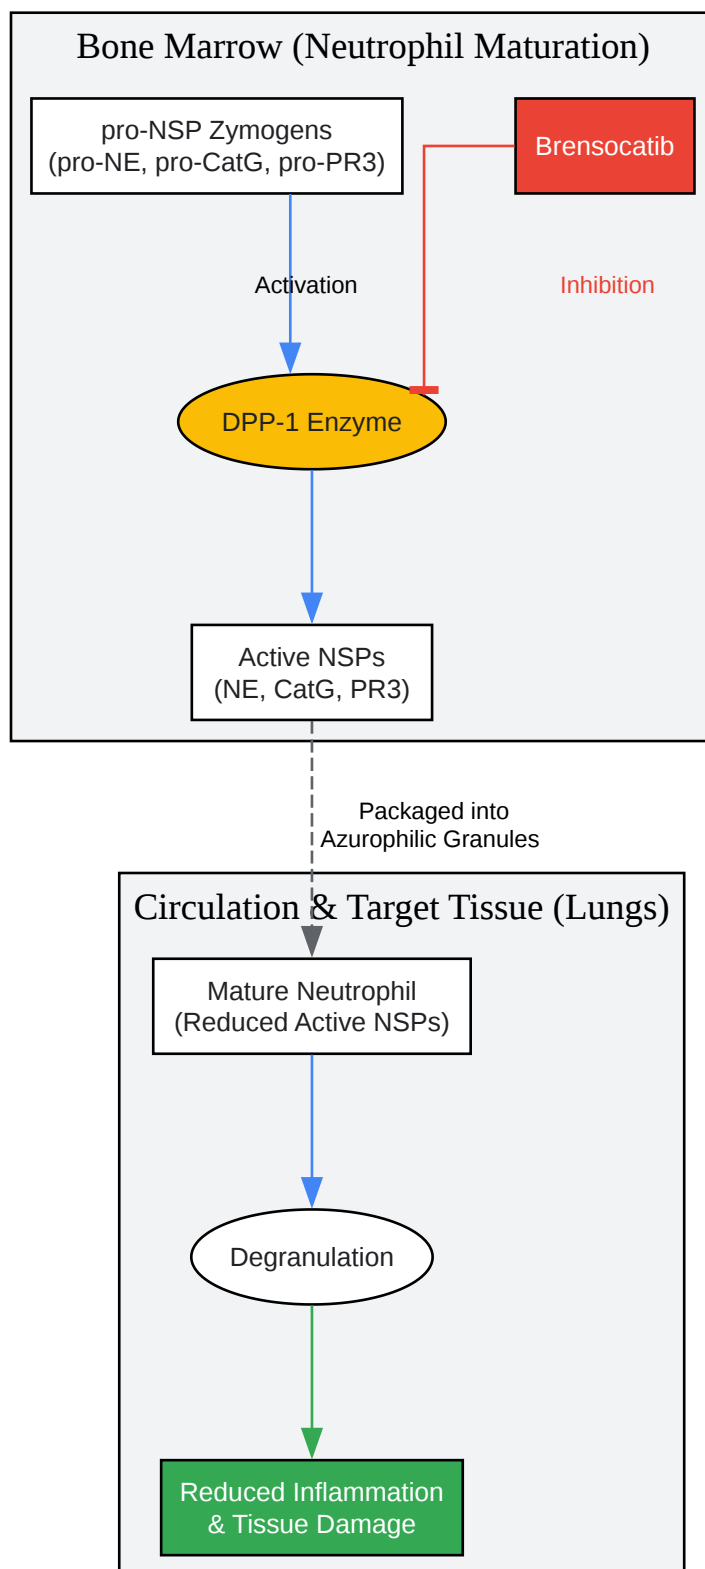 Bone Marrow (Neutrophil Maturation)
pro-NSP Zymogens
(pro-NE, pro-CatG, pro-PR3)
Brensocatib
Activation
Inhibition
DPP-1 Enzyme
Active NSPs
(NE, CatG, PR3)
Packaged into
Azurophilic Granules
Circulation & Target Tissue (Lungs)
Mature Neutrophil
(Reduced Active NSPs)
Degranulation
Reduced Inflammation
& Tissue Damage